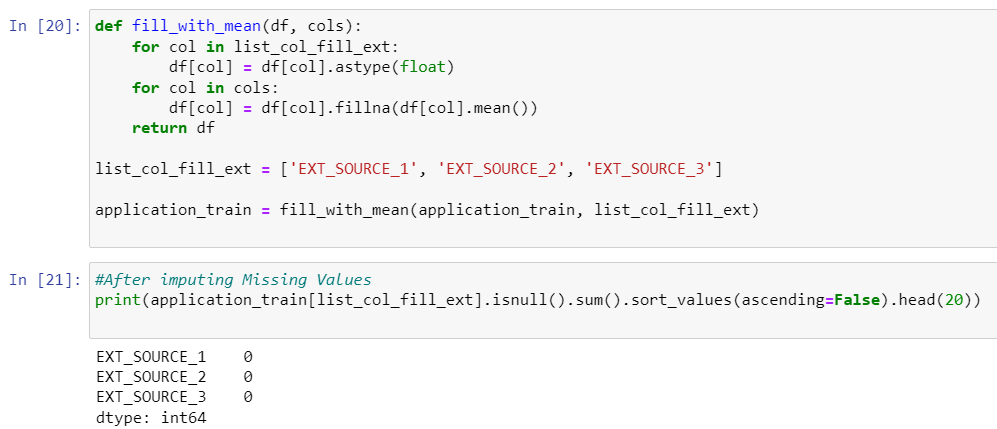 In [20]: def fill_with_mean(df, cols):
    for col in list_col_fill_ext:
        df[col] = df[col].astype(float)
    for col in cols:
        df[col] = df[col].fillna(df[col].mean())
    return df
list_col_fill_ext = ['EXT_SOURCE_1', 'EXT_SOURCE_2', 'EXT_SOURCE_3']
application_train = fill_with_mean(application_train, list_col_fill_ext)
In [21]: #After imputing Missing Values
print(application_train[list_col_fill_ext].isnull().sum().sort_values(ascending=False).head(20))
EXT_SOURCE_1    0
EXT_SOURCE_2    0
EXT_SOURCE_3    0
dtype: int64